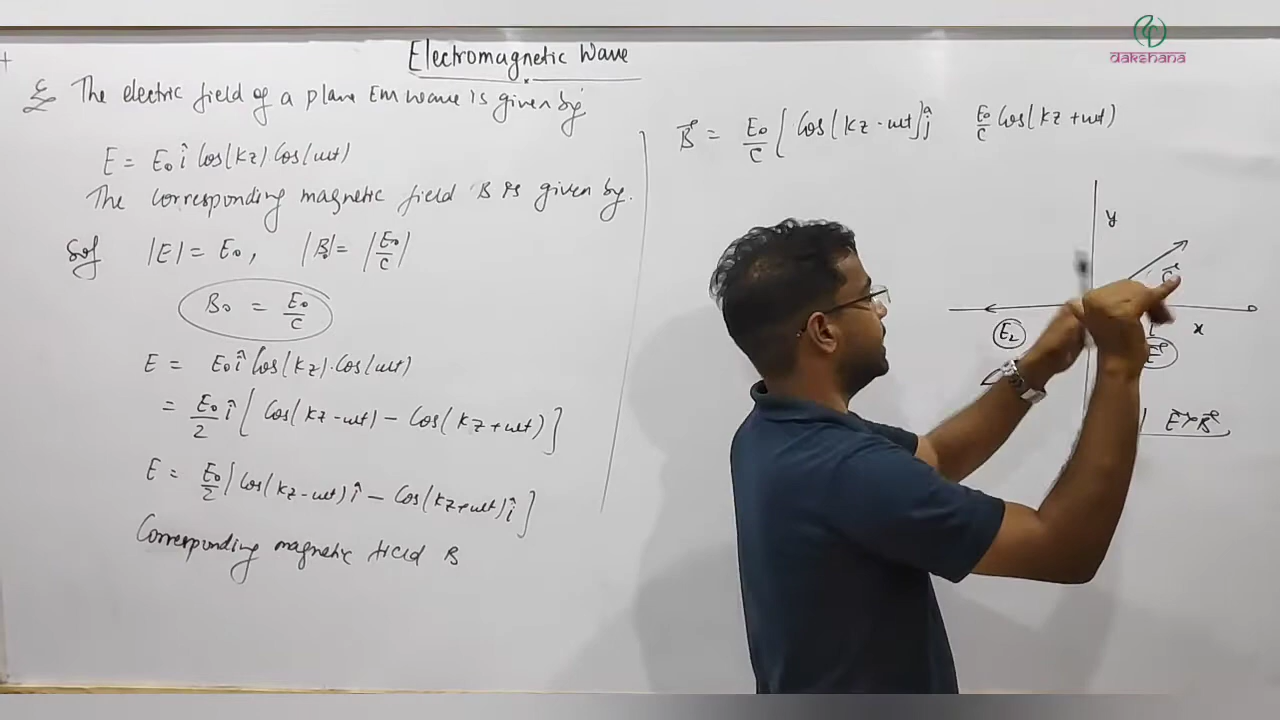 Electromagnetic Wave
dakshana
The electric field of a plane EM wave is given by
E = E₀ î Cos(kz) Cos(ωt)
The corresponding magnetic field B is given by.
Sol |E| = E₀, |B| = |E₀/C|
B₀ = E₀/C
E = E₀ î Cos(kz). Cos(ωt)
= E₀/2 î [ Cos(kz - ωt) - Cos(kz + ωt) ]
E = E₀/2 [ Cos(kz - ωt) î - Cos(kz + ωt) î ]
Corresponding magnetic field B
B⃗ = E₀/C [ Cos(kz - ωt) ĵ E₀/C Cos(kz + ωt)
y
C⃗
x
E₂
E⃗
E⃗×B⃗